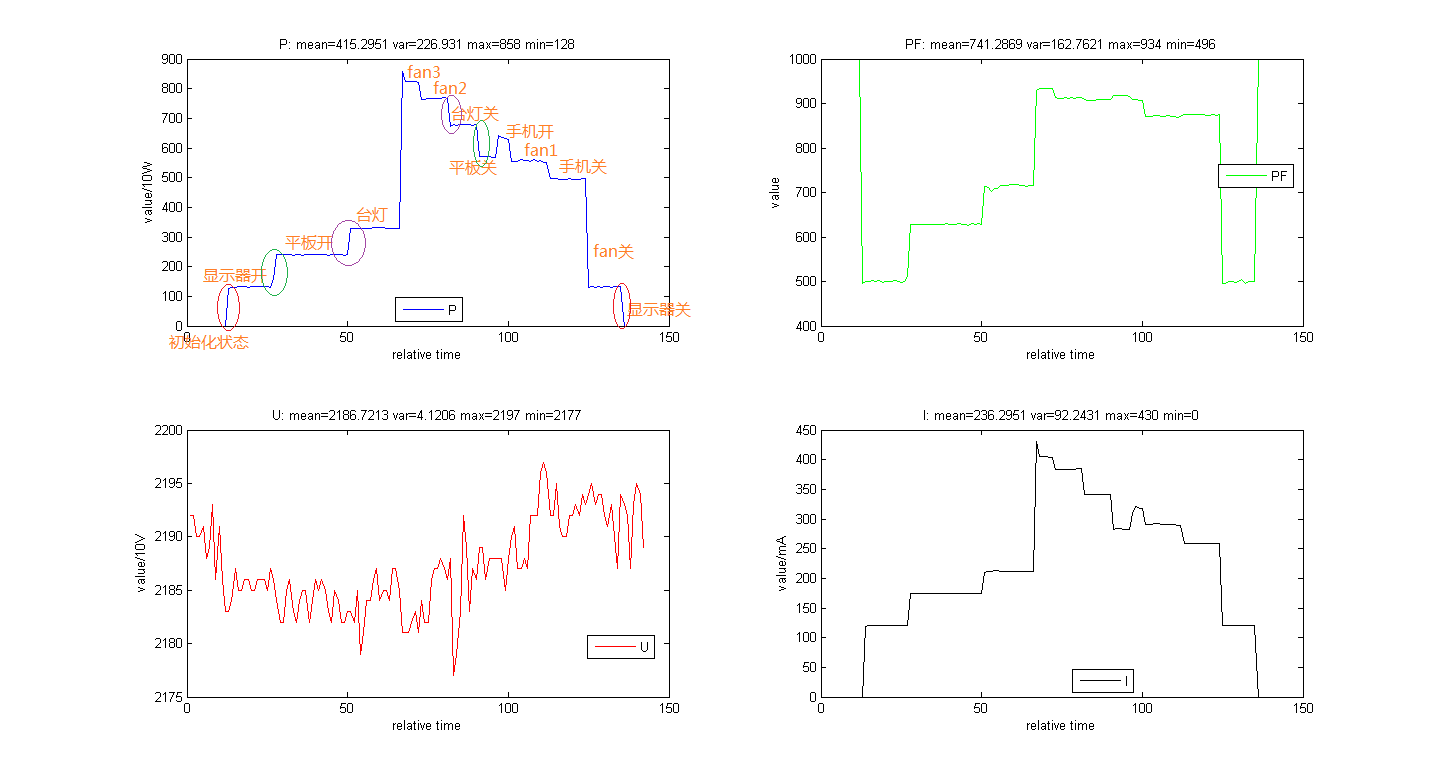 P: mean=415.2951 var=226.931 max=858 min=128
900
800
700
600
500
400
300
200
100
0
value/10W
fan3
fan2
台灯关
手机开
fan1
平板关
手机关
台灯
平板开
fan关
显示器开
显示器关
初始化状态
P
0
50
100
150
relative time
PF: mean=741.2869 var=162.7621 max=934 min=496
1000
900
800
700
600
500
400
value
PF
0
50
100
150
relative time
U: mean=2186.7213 var=4.1206 max=2197 min=2177
2200
2195
2190
2185
2180
2175
value/10V
U
0
50
100
150
relative time
I: mean=236.2951 var=92.2431 max=430 min=0
450
400
350
300
250
200
150
100
50
0
value/mA
I
0
50
100
150
relative time